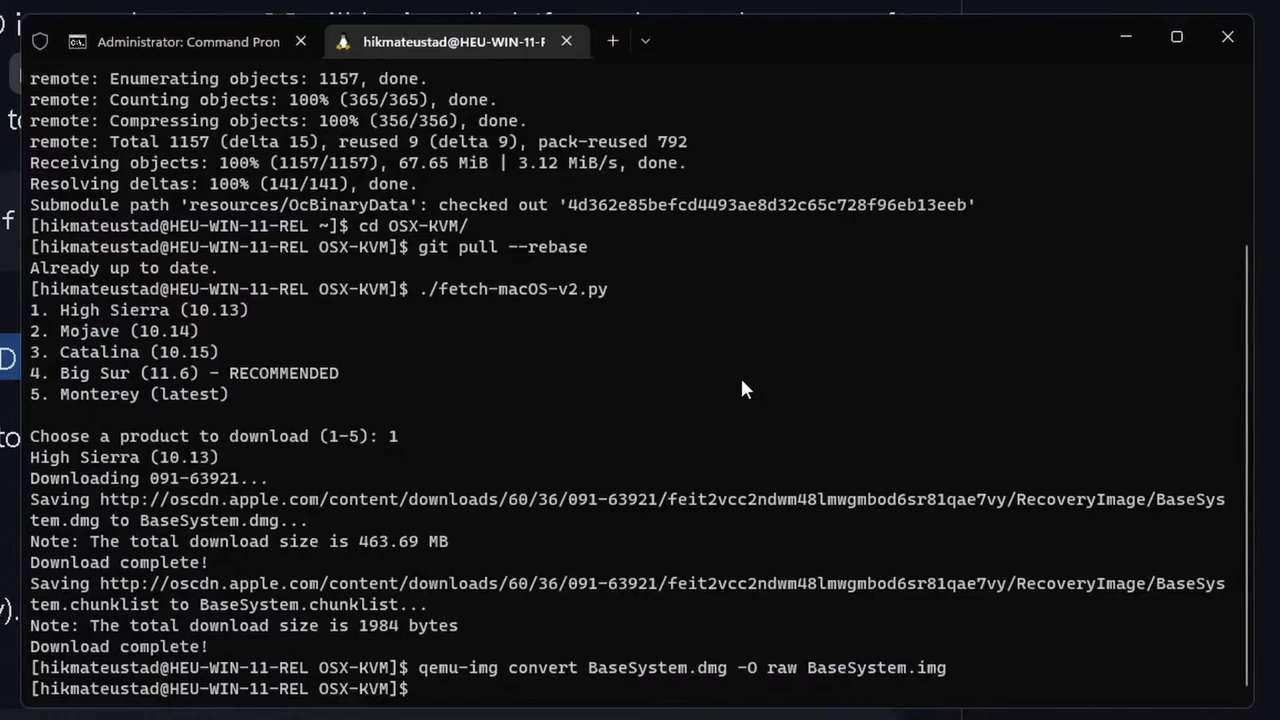 Administrator: Command Pron
hikmateustad@HEU-WIN-11-F
remote: Enumerating objects: 1157, done.
remote: Counting objects: 100% (365/365), done.
remote: Compressing objects: 100% (356/356), done.
remote: Total 1157 (delta 15), reused 9 (delta 9), pack-reused 792
Receiving objects: 100% (1157/1157), 67.65 MiB | 3.12 MiB/s, done.
Resolving deltas: 100% (141/141), done.
Submodule path 'resources/OcBinaryData': checked out '4d362e85befcd4493ae8d32c65c728f96eb13eeb'
[hikmateustad@HEU-WIN-11-REL ~]$ cd OSX-KVM/
[hikmateustad@HEU-WIN-11-REL OSX-KVM]$ git pull --rebase
Already up to date.
[hikmateustad@HEU-WIN-11-REL OSX-KVM]$ ./fetch-macOS-v2.py
1. High Sierra (10.13)
2. Mojave (10.14)
3. Catalina (10.15)
4. Big Sur (11.6) - RECOMMENDED
5. Monterey (latest)
Choose a product to download (1-5): 1
High Sierra (10.13)
Downloading 091-63921...
Saving http://oscdn.apple.com/content/downloads/60/36/091-63921/feit2vcc2ndwm48lmwgmbod6sr81qae7vy/RecoveryImage/BaseSys
tem.dmg to BaseSystem.dmg...
Note: The total download size is 463.69 MB
Download complete!
Saving http://oscdn.apple.com/content/downloads/60/36/091-63921/feit2vcc2ndwm48lmwgmbod6sr81qae7vy/RecoveryImage/BaseSys
tem.chunklist to BaseSystem.chunklist...
Note: The total download size is 1984 bytes
Download complete!
[hikmateustad@HEU-WIN-11-REL OSX-KVM]$ qemu-img convert BaseSystem.dmg -O raw BaseSystem.img
[hikmateustad@HEU-WIN-11-REL OSX-KVM]$